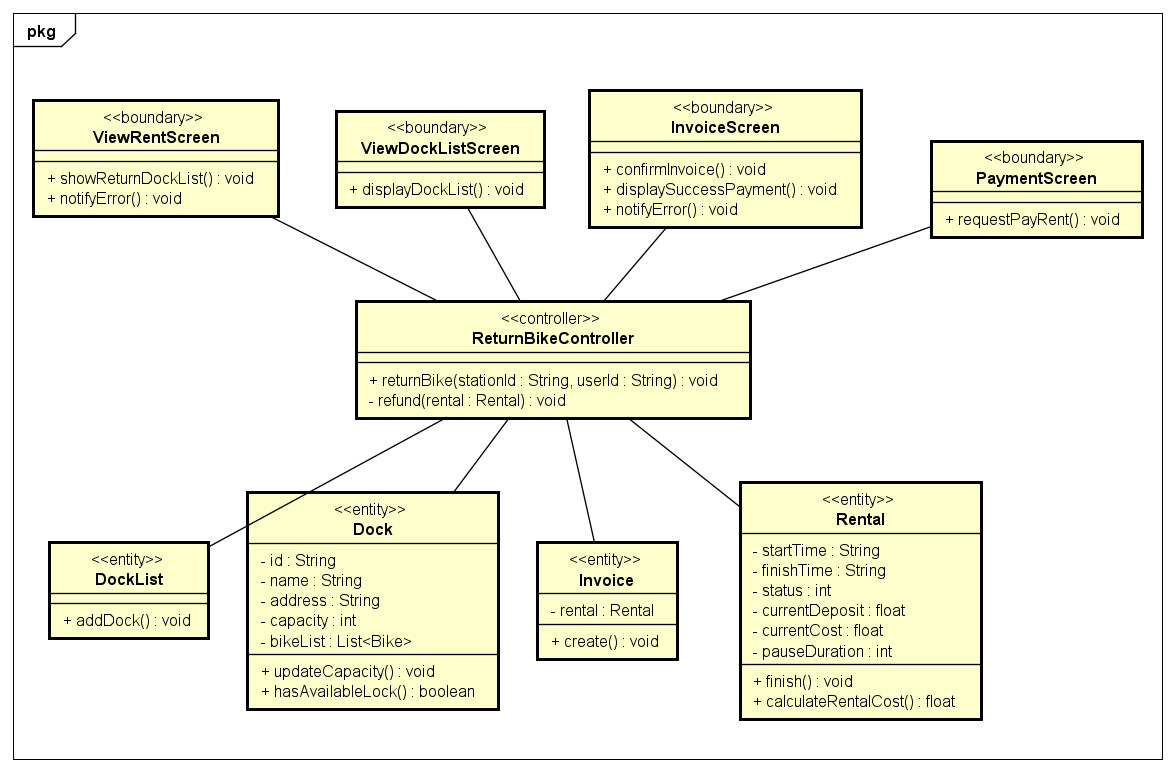 pkg
<<boundary>>
ViewRentScreen
+ showReturnDockList() : void
+ notifyError() : void
<<boundary>>
ViewDockListScreen
+ displayDockList() : void
<<boundary>>
InvoiceScreen
+ confirmInvoice() : void
+ displaySuccessPayment() : void
+ notifyError() : void
<<boundary>>
PaymentScreen
+ requestPayRent() : void
<<controller>>
ReturnBikeController
+ returnBike(stationId : String, userId : String) : void
- refund(rental : Rental) : void
<<entity>>
DockList
+ addDock() : void
<<entity>>
Dock
- id : String
- name : String
- address : String
- capacity : int
- bikeList : List<Bike>
+ updateCapacity() : void
+ hasAvailableLock() : boolean
<<entity>>
Invoice
- rental : Rental
+ create() : void
<<entity>>
Rental
- startTime : String
- finishTime : String
- status : int
- currentDeposit : float
- currentCost : float
- pauseDuration : int
+ finish() : void
+ calculateRentalCost() : float